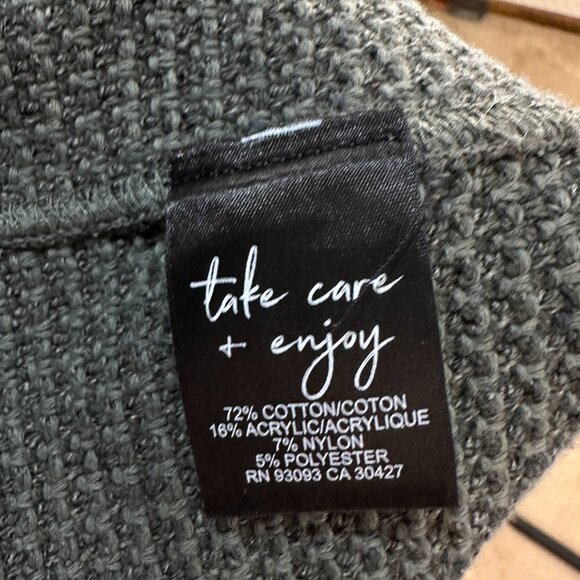 take care
+ enjoy
72% COTTON/COTON
16% ACRYLIC/ACRYLIQUE
7% NYLON
5% POLYESTER
RN 93093 CA 30427